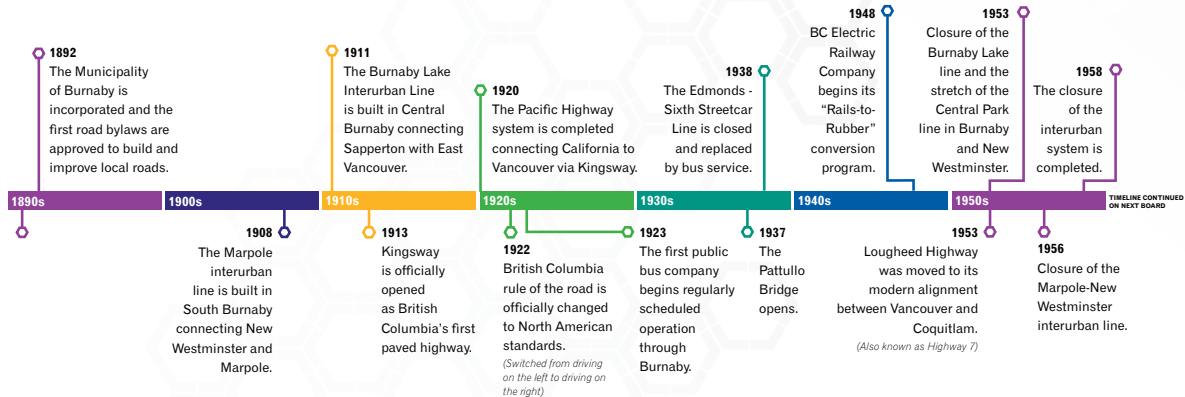 1892
The Municipality
of Burnaby is
incorporated and the
first road bylaws are
approved to build and
improve local roads.
1911
The Burnaby Lake
Interurban Line
is built in Central
Burnaby connecting
Sapperton with East
Vancouver.
1920
The Pacific Highway
system is completed
connecting California to
Vancouver via Kingsway.
1938
The Edmonds -
Sixth Streetcar
Line is closed
and replaced
by bus service.
1948
BC Electric
Railway
Company
begins its
“Rails-to-
Rubber”
conversion
program.
1953
Closure of the
Burnaby Lake
line and the
stretch of the
Central Park
line in Burnaby
and New
Westminster.
1958
The closure
of the
interurban
system is
completed.
1890s
1900s
1910s
1920s
1930s
1940s
1950s
TIMELINE CONTINUED
ON NEXT BOARD
1908
The Marpole
interurban
line is built in
South Burnaby
connecting New
Westminster and
Marpole.
1913
Kingsway
is officially
opened
as British
Columbia's first
paved highway.
1922
British Columbia
rule of the road is
officially changed
to North American
standards.
(Switched from driving
on the left to driving on
the right)
1923
The first public
bus company
begins regularly
scheduled
operation
through
Burnaby.
1937
The
Pattullo
Bridge
opens.
1953
Lougheed Highway
was moved to its
modern alignment
between Vancouver and
Coquitlam.
(Also known as Highway 7)
1956
Closure of the
Marpole-New
Westminster
interurban line.